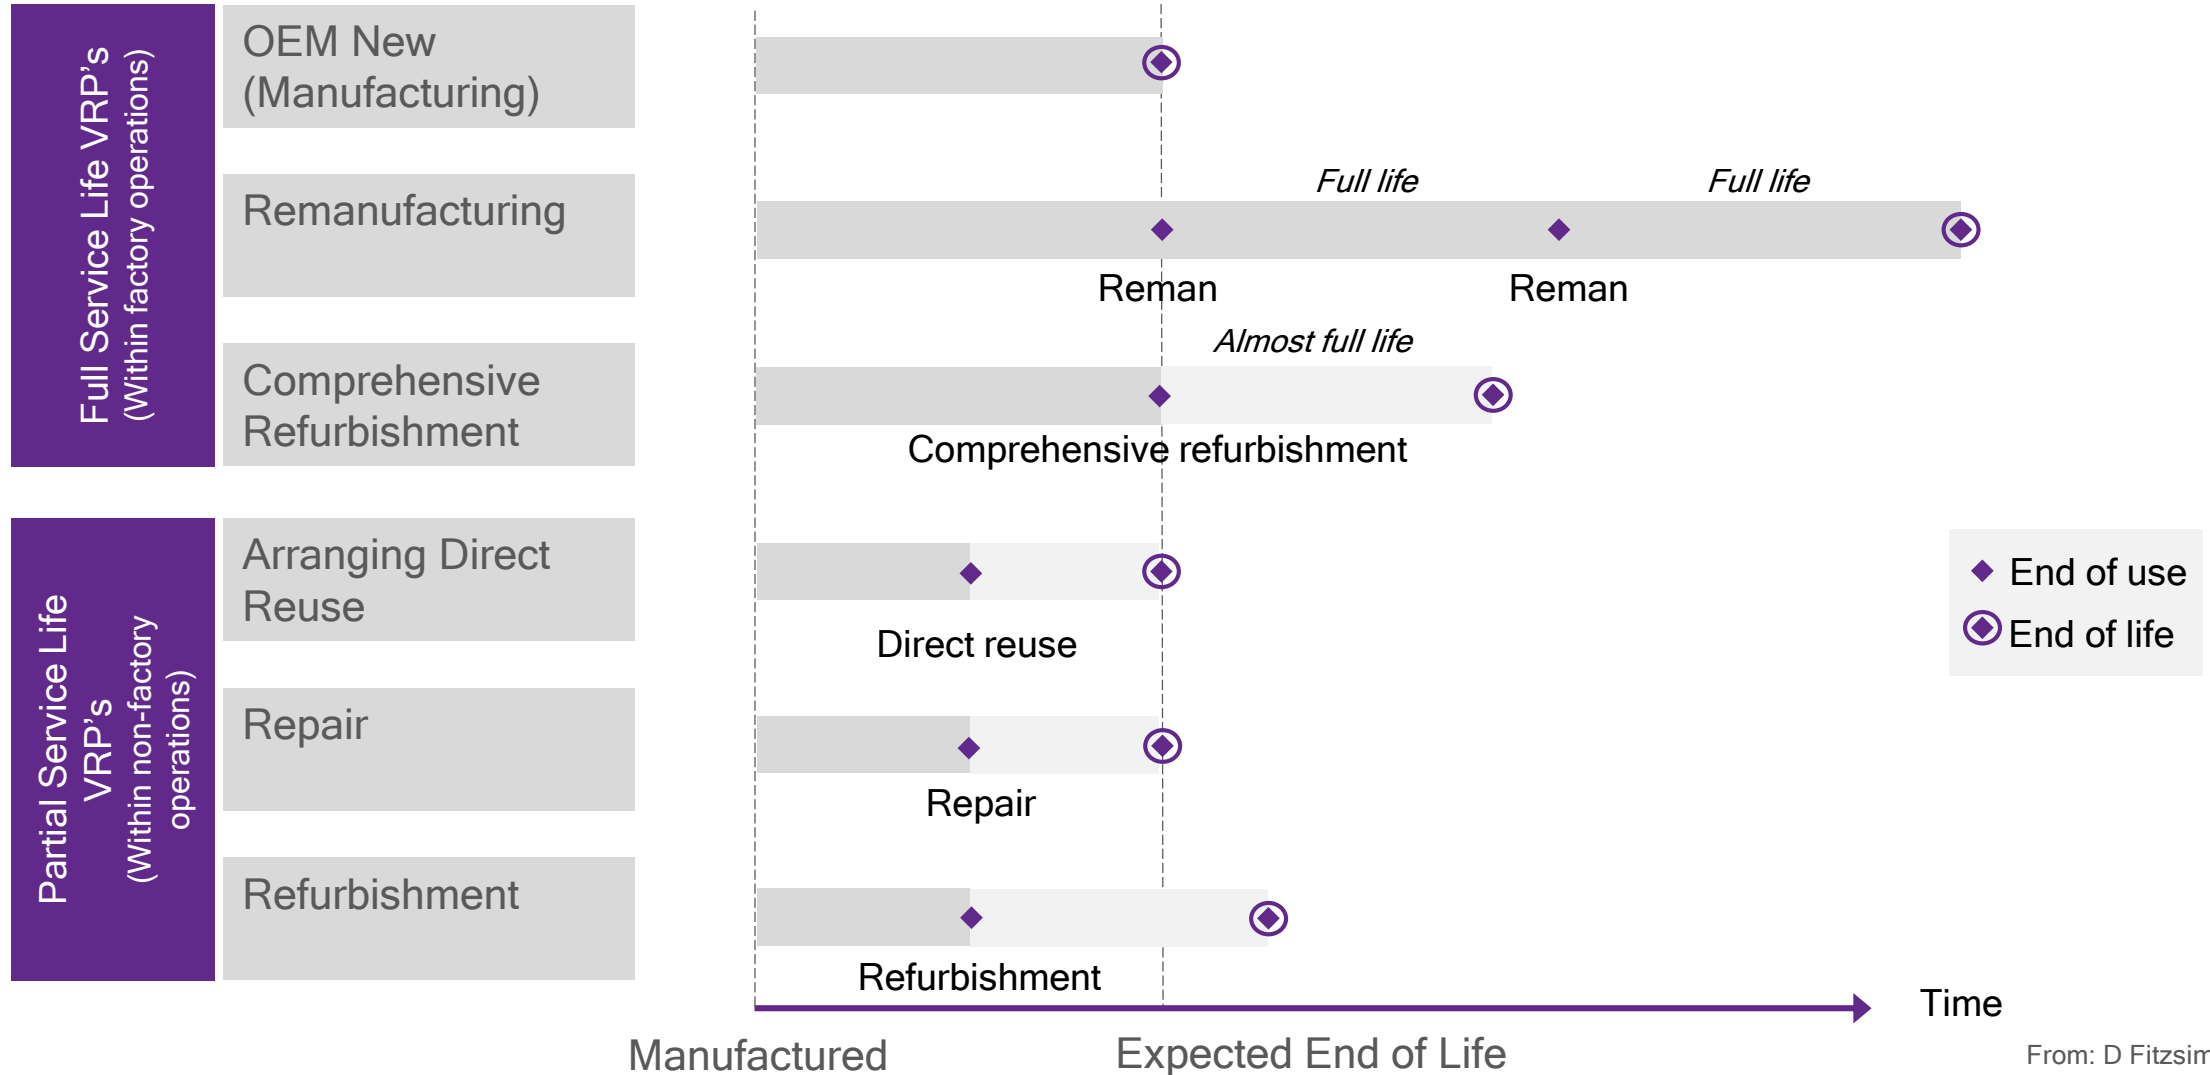 Full Service Life VRP's
(Within factory operations)
OEM New
(Manufacturing)
Remanufacturing
Full life
Full life
Reman
Reman
Comprehensive
Refurbishment
Almost full life
Comprehensive refurbishment
Partial Service Life
VRP's
(Within non-factory
operations)
Arranging Direct
Reuse
Direct reuse
Repair
Repair
Refurbishment
Refurbishment
End of use
End of life
Time
Manufactured
Expected End of Life
From: D Fitzsim